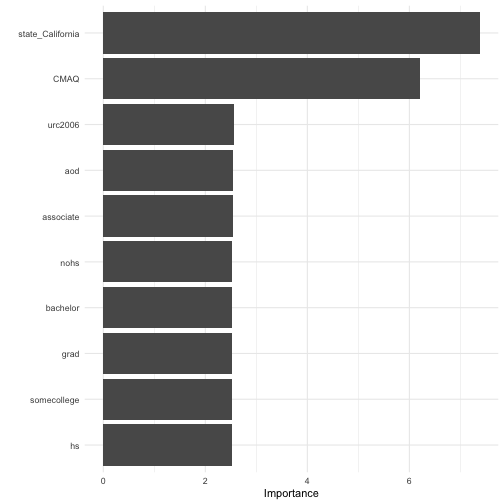 state_California
CMAQ
urc2006
aod
associate
nohs
bachelor
grad
somecollege
hs
0 2 4 6
Importance